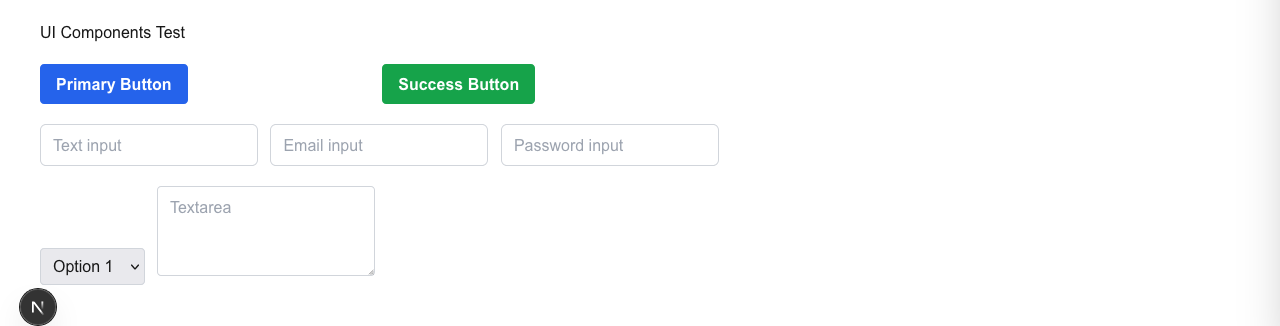 UI Components Test
Primary Button Success Button
Text input Email input Password input
Textarea
Option 1
N